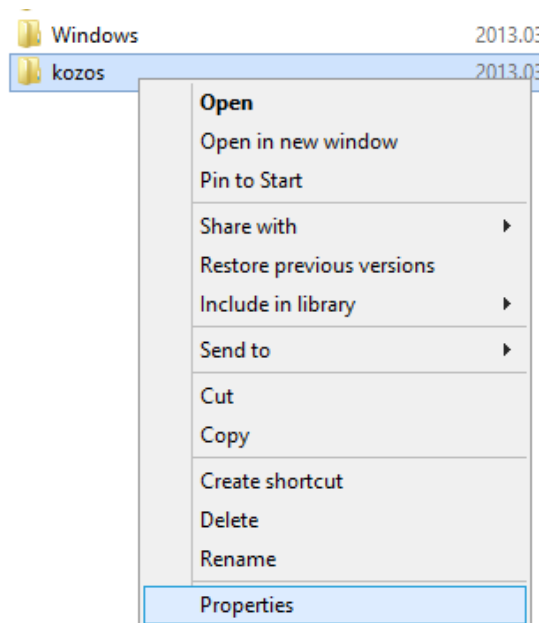 Windows 2013.03
kozos 2013.03
Open
Open in new window
Pin to Start
Share with
Restore previous versions
Include in library
Send to
Cut
Copy
Create shortcut
Delete
Rename
Properties